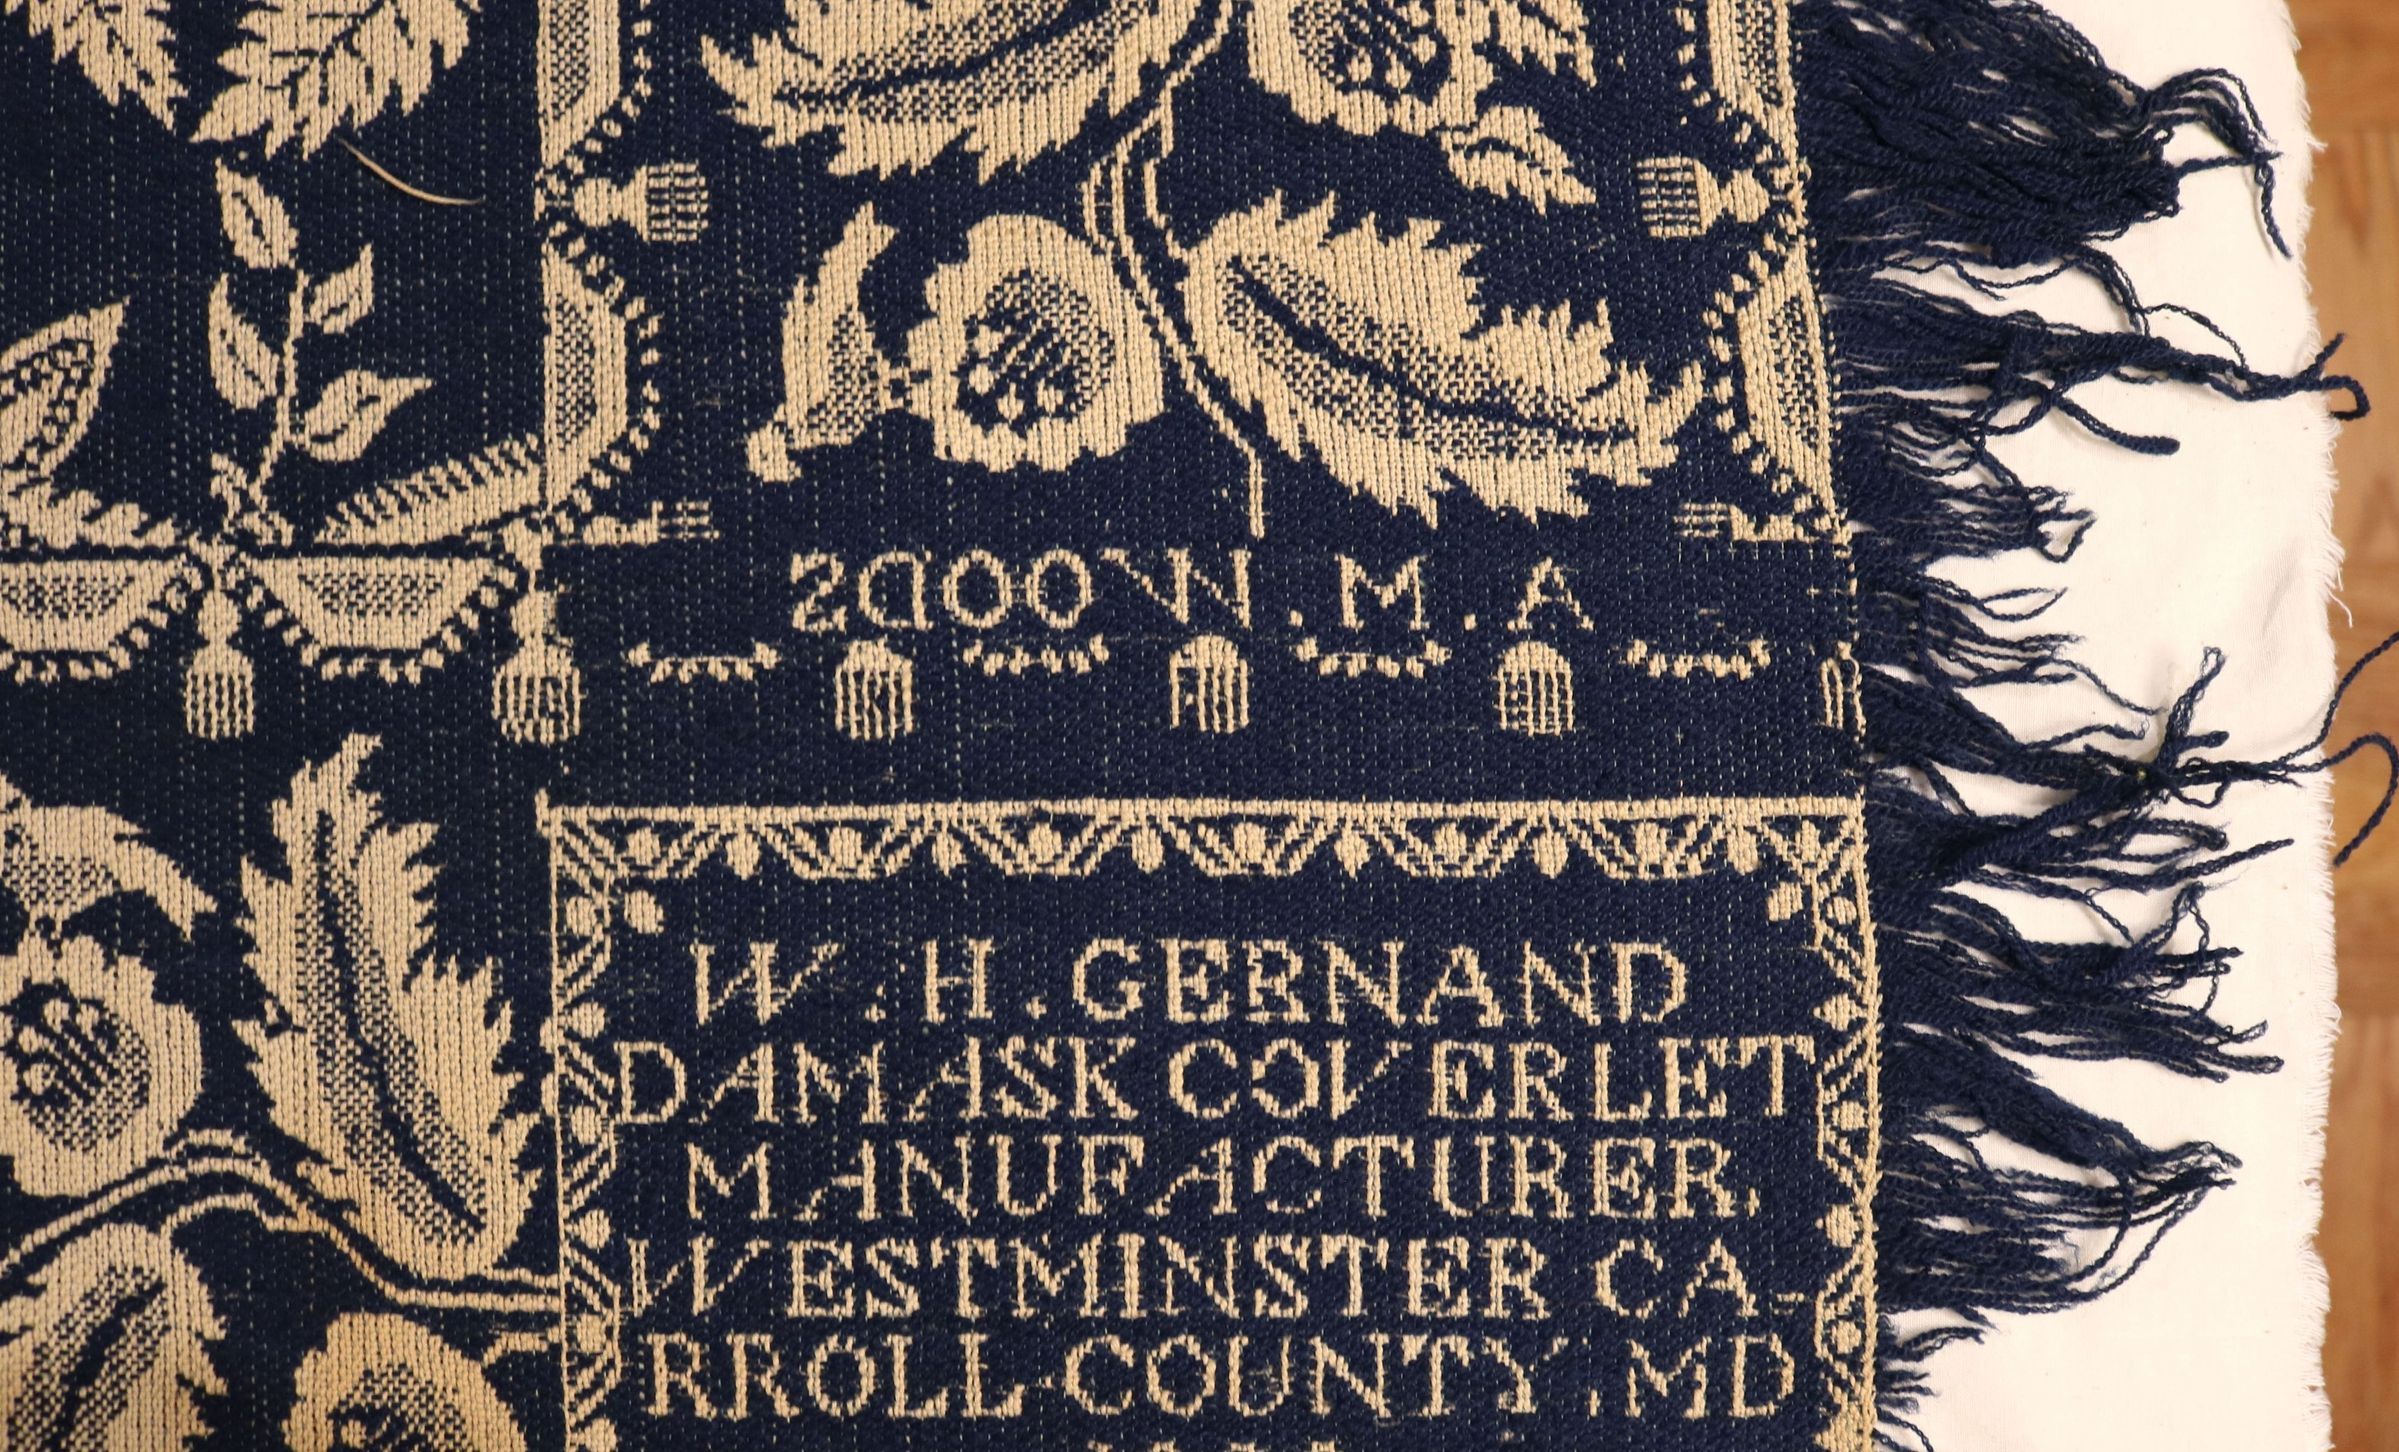 A.M.WOODS
W.H.GERNAND
DAMASK COVERLET
MANUFACTURER.
WESTMINSTER CA-
RROLL COUNTY.MD